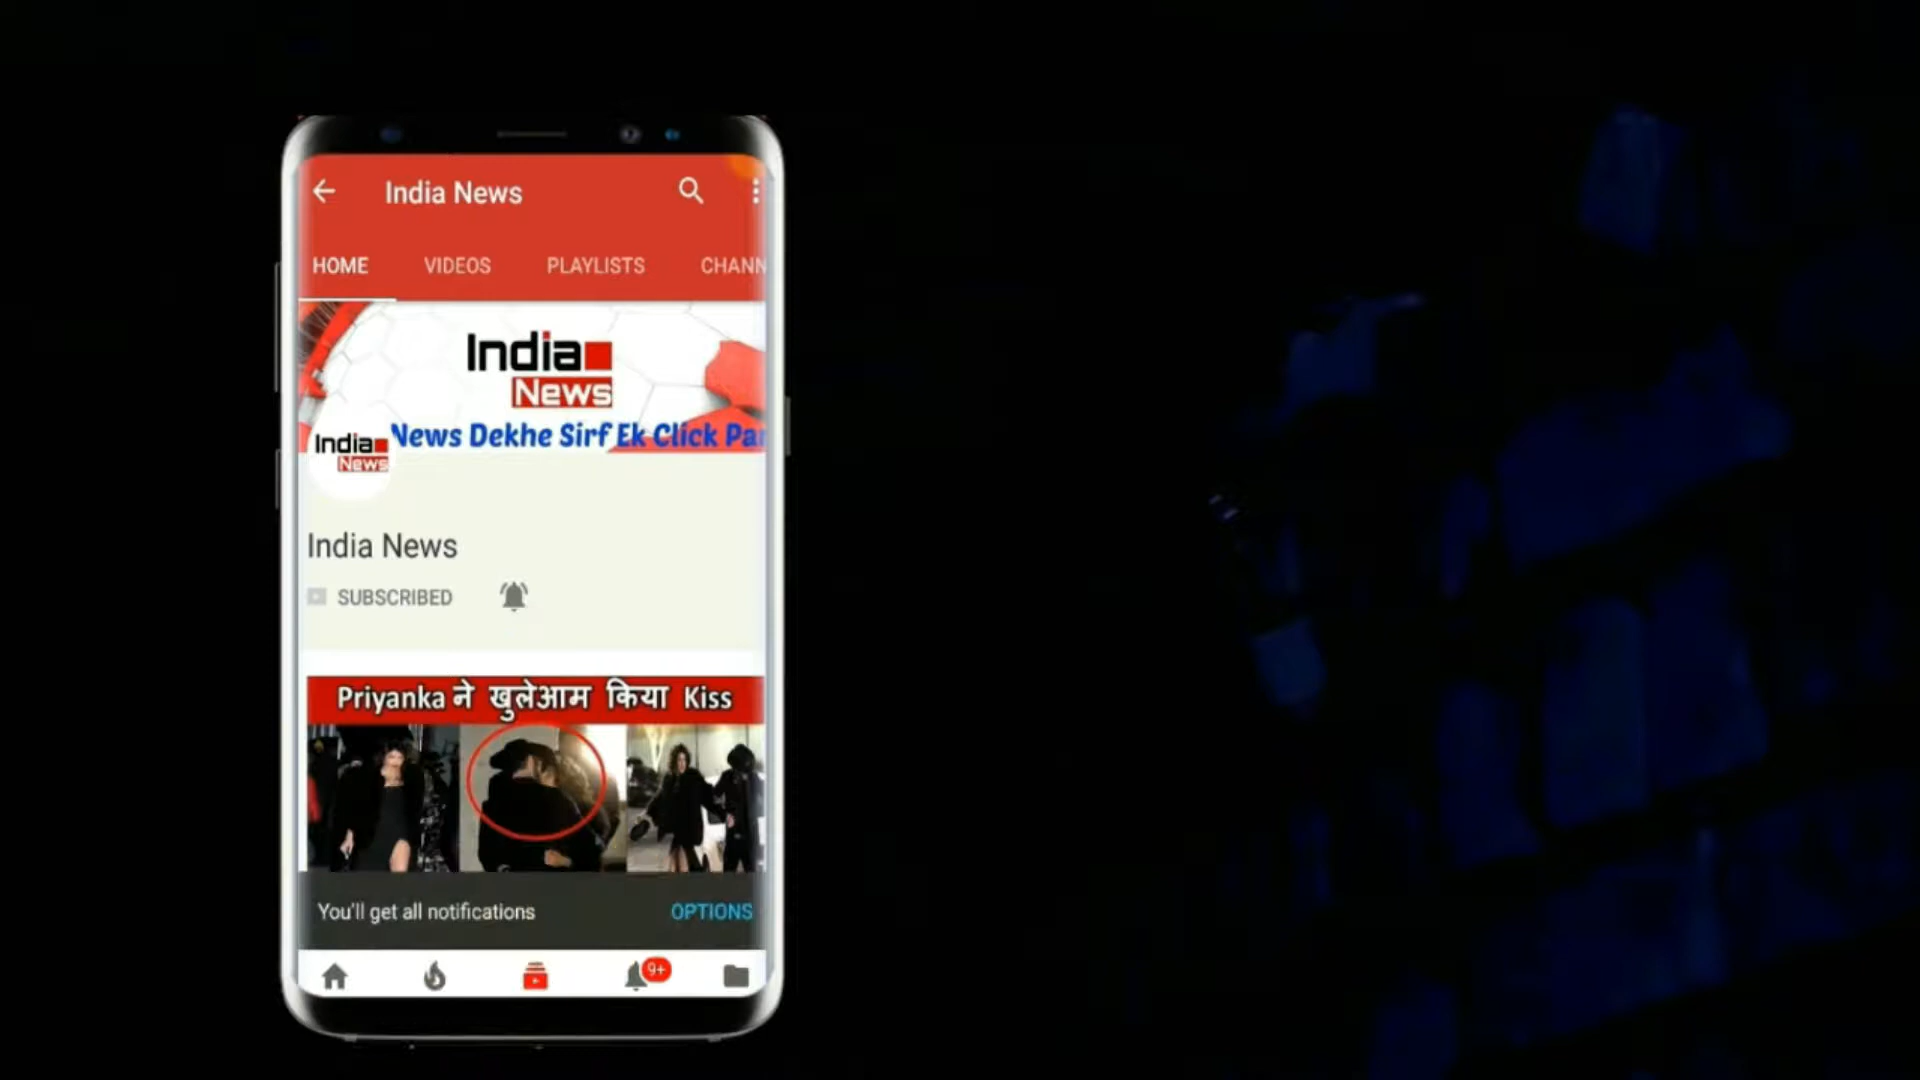 India News
HOME VIDEOS PLAYLISTS CHANN
India
News
News Dekhe Sirf Ek Click Par
India
News
India News
SUBSCRIBED
Priyanka ने खुलेआम किया Kiss
You'll get all notifications OPTIONS
9+